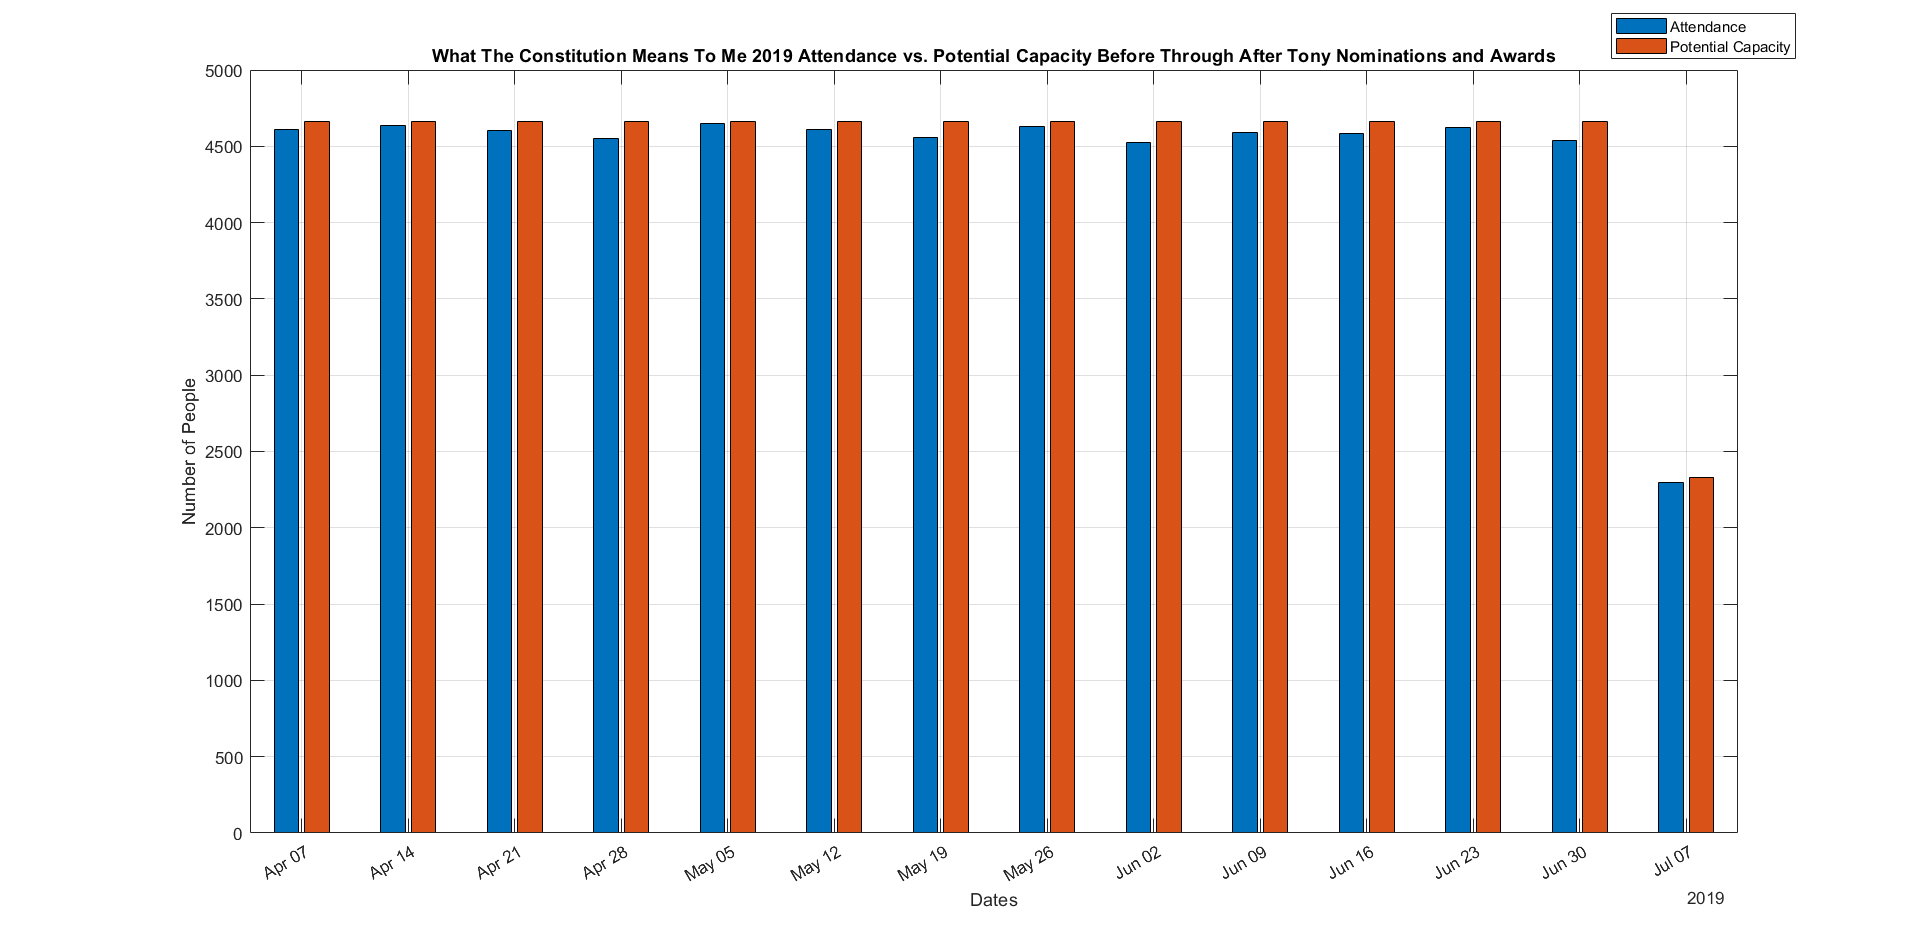 Attendance
Potential Capacity
What The Constitution Means To Me 2019 Attendance vs. Potential Capacity Before Through After Tony Nominations and Awards
5000
4500
4000
3500
3000
2500
2000
1500
1000
500
0
Number of People
Apr 07
Apr 14
Apr 21
Apr 28
May 05
May 12
May 19
May 26
Jun 02
Jun 09
Jun 16
Jun 23
Jun 30
Jul 07
Dates
2019